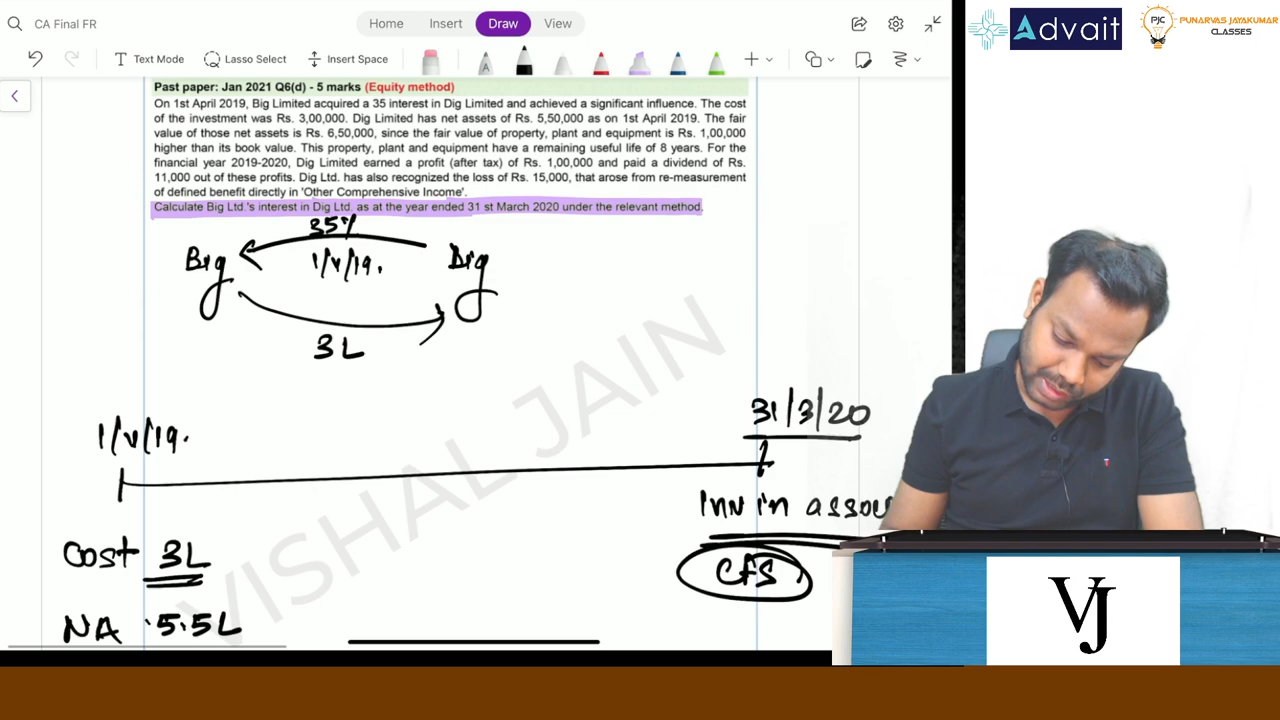 CA Final FR
Home Insert Draw View
Advait
PJC PUNARVAS JAYAKUMAR CLASSES
Text Mode Lasso Select Insert Space
Past paper: Jan 2021 Q6(d) - 5 marks (Equity method)
On 1st April 2019, Big Limited acquired a 35 interest in Dig Limited and achieved a significant influence. The cost
of the investment was Rs. 3,00,000. Dig Limited has net assets of Rs. 5,50,000 as on 1st April 2019. The fair
value of those net assets is Rs. 6,50,000, since the fair value of property, plant and equipment is Rs. 1,00,000
higher than its book value. This property, plant and equipment have a remaining useful life of 8 years. For the
financial year 2019-2020, Dig Limited earned a profit (after tax) of Rs. 1,00,000 and paid a dividend of Rs.
11,000 out of these profits. Dig Ltd. has also recognized the loss of Rs. 15,000, that arose from re-measurement
of defined benefit directly in 'Other Comprehensive Income'.
Calculate Big Ltd.'s interest in Dig Ltd. as at the year ended 31 st March 2020 under the relevant method.
35%
Big 1/4/19. Dig
3L
VISHAL JAIN
1/4/19. 31/3/20
Inv in assoc
Cost 3L
CFS
NA 5.5L
VJ